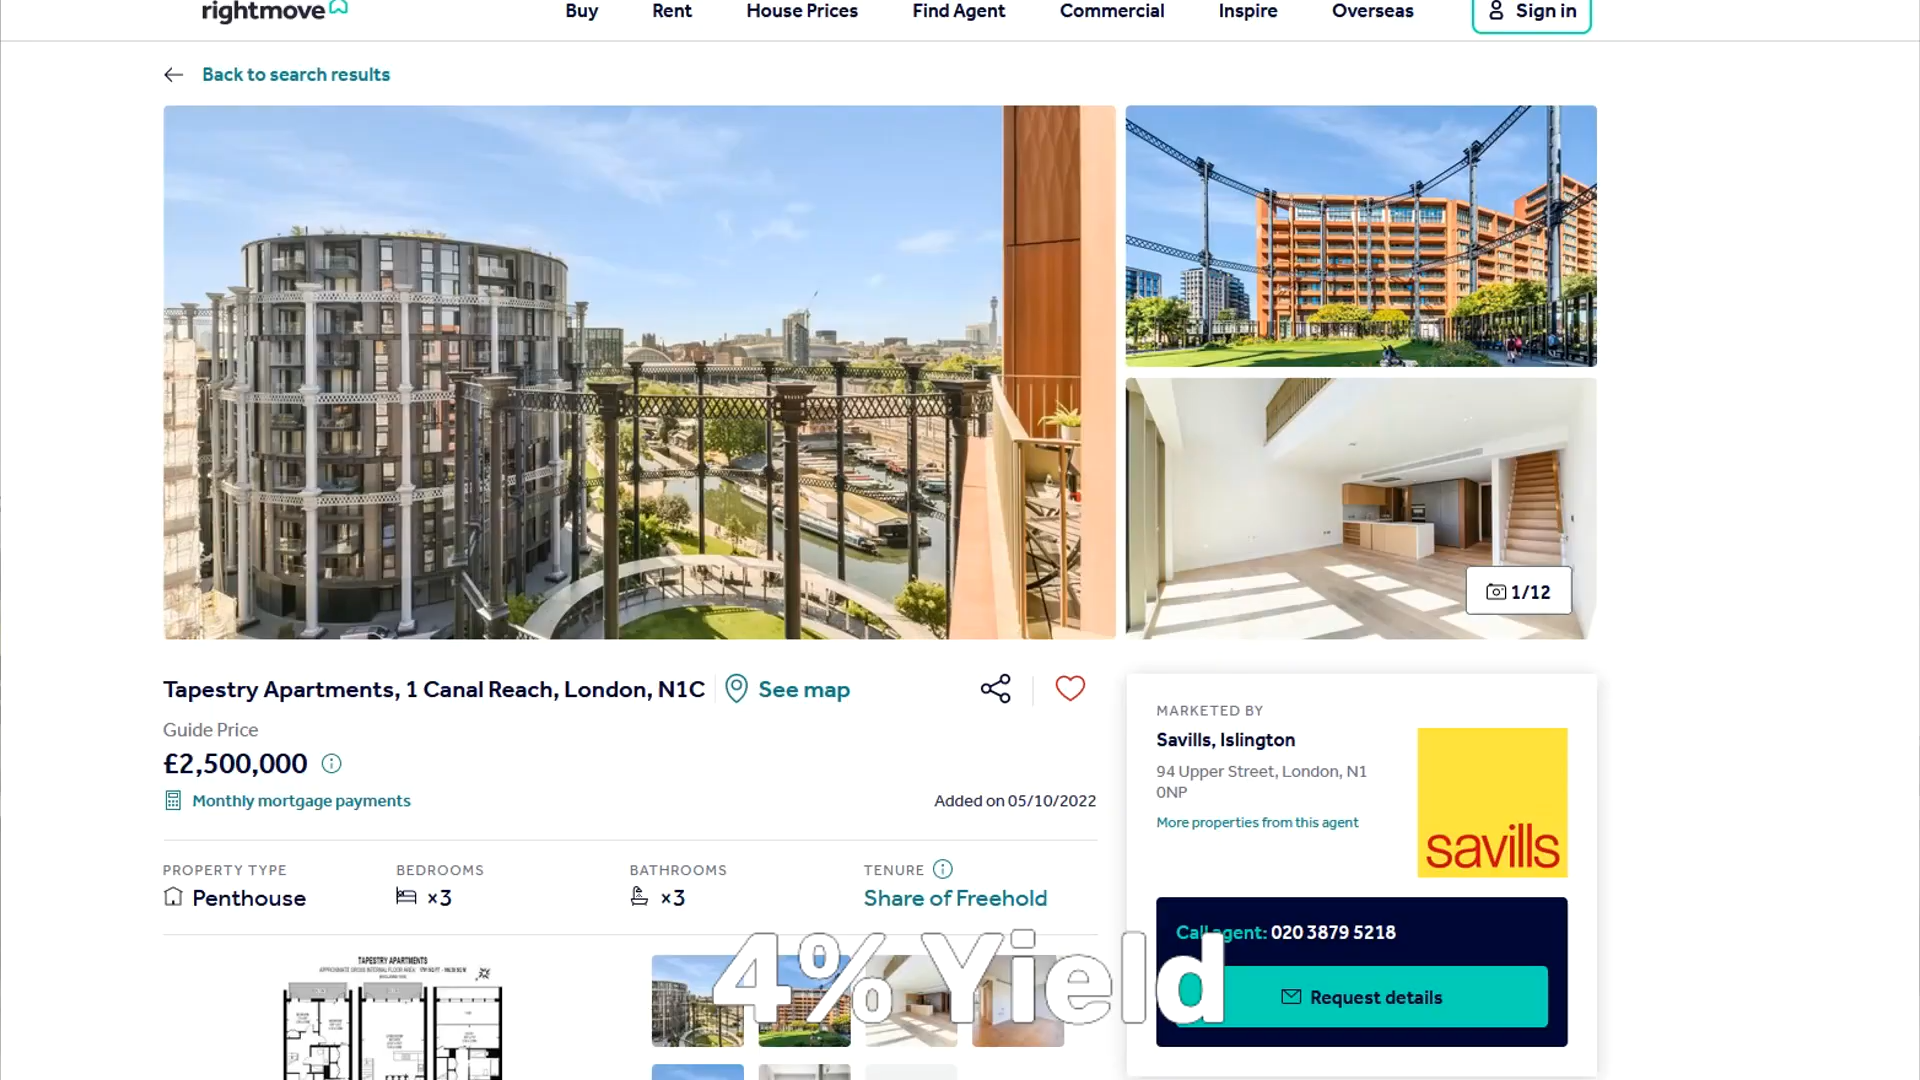 rightmove
Buy
Rent
House Prices
Find Agent
Commercial
Inspire
Overseas
Sign in
Back to search results
1/12
Tapestry Apartments, 1 Canal Reach, London, N1C
See map
Guide Price
£2,500,000
Monthly mortgage payments
Added on 05/10/2022
PROPERTY TYPE
Penthouse
BEDROOMS
×3
BATHROOMS
×3
TENURE
Share of Freehold
MARKETED BY
Savills, Islington
94 Upper Street, London, N1
0NP
More properties from this agent
savills
Call agent: 020 3879 5218
Request details
TAPESTRY APARTMENTS
4% Yield